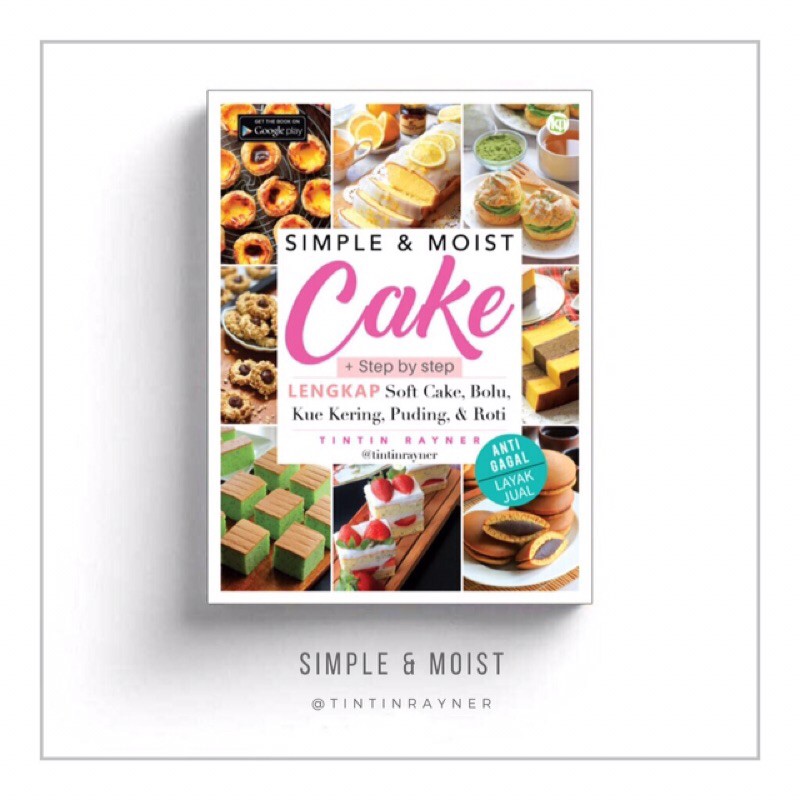 GET THE BOOK ON
Google play
SIMPLE & MOIST
Cake
+ Step by step
LENGKAP Soft Cake, Bolu,
Kue Kering, Puding, & Roti
TINTIN RAYNER
@tintinrayner
ANTI
GAGAL
LAYAK
JUAL
SIMPLE & MOIST
@TINTINRAYNER